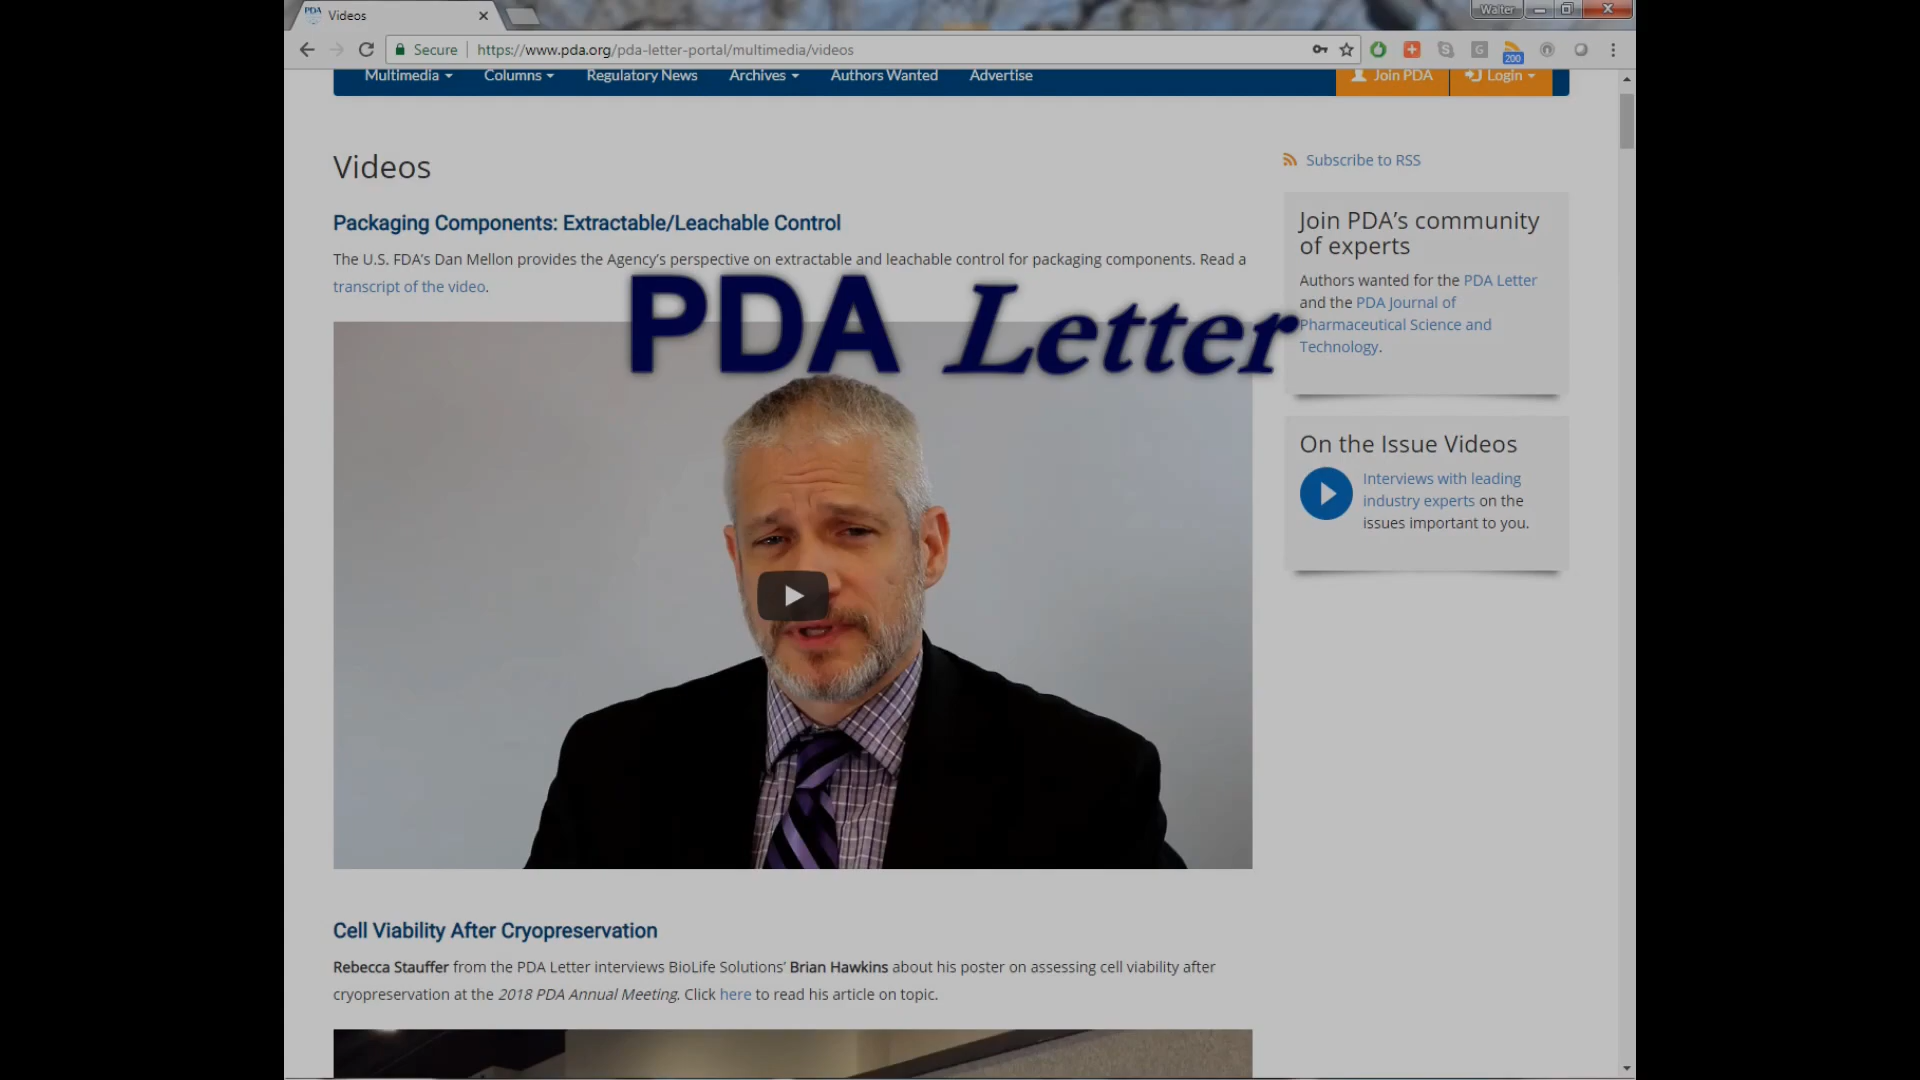 Videos
Walter
Secure
https://www.pda.org/pda-letter-portal/multimedia/videos
200
Multimedia
Columns
Regulatory News
Archives
Authors Wanted
Advertise
Join PDA
Login
Videos
Packaging Components: Extractable/Leachable Control
The U.S. FDA's Dan Mellon provides the Agency's perspective on extractable and leachable control for packaging components. Read a
transcript of the video.
PDA Letter
Cell Viability After Cryopreservation
Rebecca Stauffer from the PDA Letter interviews BioLife Solutions' Brian Hawkins about his poster on assessing cell viability after
cryopreservation at the 2018 PDA Annual Meeting. Click here to read his article on topic.
Subscribe to RSS
Join PDA's community
of experts
Authors wanted for the PDA Letter
and the PDA Journal of
Pharmaceutical Science and
Technology.
On the Issue Videos
Interviews with leading
industry experts on the
issues important to you.